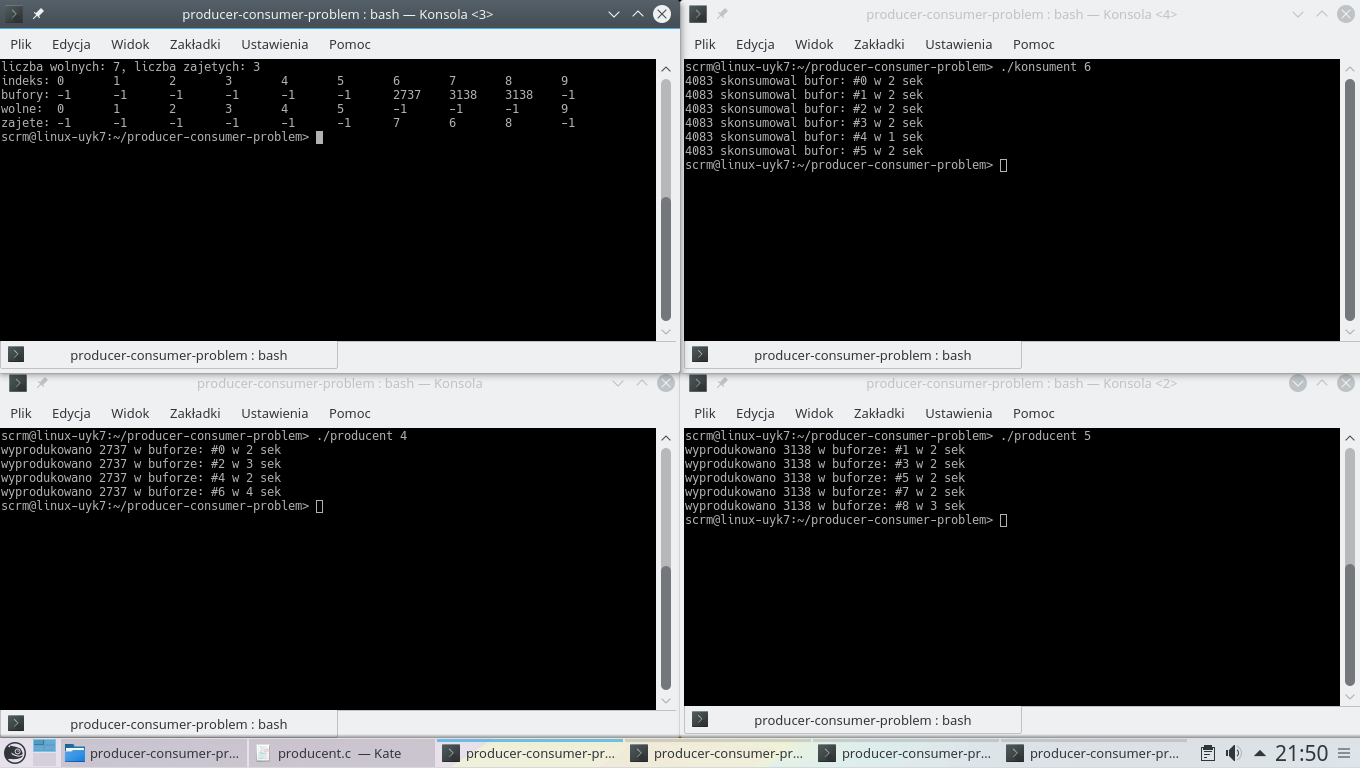 producer-consumer-problem : bash — Konsola <3>
Plik Edycja Widok Zakładki Ustawienia Pomoc
liczba wolnych: 7, liczba zajetych: 3
indeks: 0 1 2 3 4 5 6 7 8 9
bufory: -1 -1 -1 -1 -1 -1 2737 3138 3138 -1
wolne: 0 1 2 3 4 5 -1 -1 -1 9
zajete: -1 -1 -1 -1 -1 -1 7 6 8 -1
scrm@linux-uyk7:~/producer-consumer-problem>
producer-consumer-problem : bash
producer-consumer-problem : bash — Konsola <4>
Plik Edycja Widok Zakładki Ustawienia Pomoc
scrm@linux-uyk7:~/producer-consumer-problem> ./konsument 6
4083 skonsumowal bufor: #0 w 2 sek
4083 skonsumowal bufor: #1 w 2 sek
4083 skonsumowal bufor: #2 w 2 sek
4083 skonsumowal bufor: #3 w 2 sek
4083 skonsumowal bufor: #4 w 1 sek
4083 skonsumowal bufor: #5 w 2 sek
scrm@linux-uyk7:~/producer-consumer-problem>
producer-consumer-problem : bash
producer-consumer-problem : bash — Konsola
Plik Edycja Widok Zakładki Ustawienia Pomoc
scrm@linux-uyk7:~/producer-consumer-problem> ./producent 4
wyprodukowano 2737 w buforze: #0 w 2 sek
wyprodukowano 2737 w buforze: #2 w 3 sek
wyprodukowano 2737 w buforze: #4 w 2 sek
wyprodukowano 2737 w buforze: #6 w 4 sek
scrm@linux-uyk7:~/producer-consumer-problem>
producer-consumer-problem : bash
producer-consumer-problem : bash — Konsola <2>
Plik Edycja Widok Zakładki Ustawienia Pomoc
scrm@linux-uyk7:~/producer-consumer-problem> ./producent 5
wyprodukowano 3138 w buforze: #1 w 2 sek
wyprodukowano 3138 w buforze: #3 w 2 sek
wyprodukowano 3138 w buforze: #5 w 2 sek
wyprodukowano 3138 w buforze: #7 w 2 sek
wyprodukowano 3138 w buforze: #8 w 3 sek
scrm@linux-uyk7:~/producer-consumer-problem>
producer-consumer-problem : bash
producer-consumer-pr... producent.c — Kate producer-consumer-pr... producer-consumer-pr... producer-consumer-pr... producer-consumer-pr... 21:50